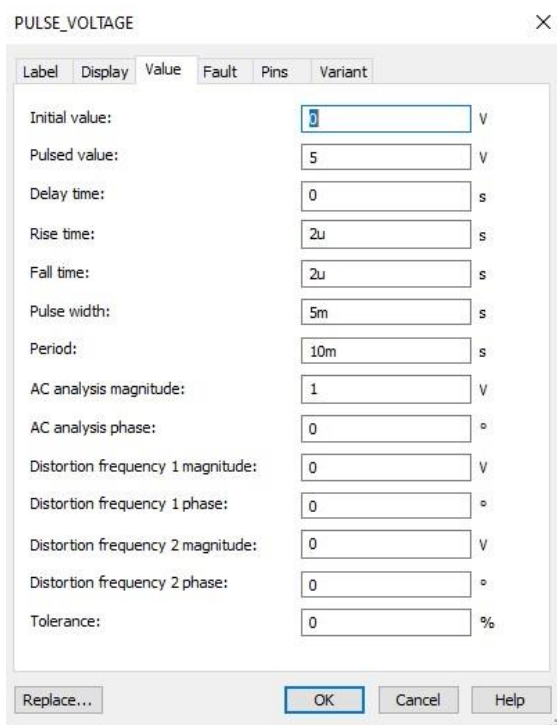 PULSE_VOLTAGE
Label Display Value Fault Pins Variant
Initial value: 0 V
Pulsed value: 5 V
Delay time: 0 s
Rise time: 2u s
Fall time: 2u s
Pulse width: 5m s
Period: 10m s
AC analysis magnitude: 1 V
AC analysis phase: 0 °
Distortion frequency 1 magnitude: 0 V
Distortion frequency 1 phase: 0 °
Distortion frequency 2 magnitude: 0 V
Distortion frequency 2 phase: 0 °
Tolerance: 0 %
Replace... OK Cancel Help